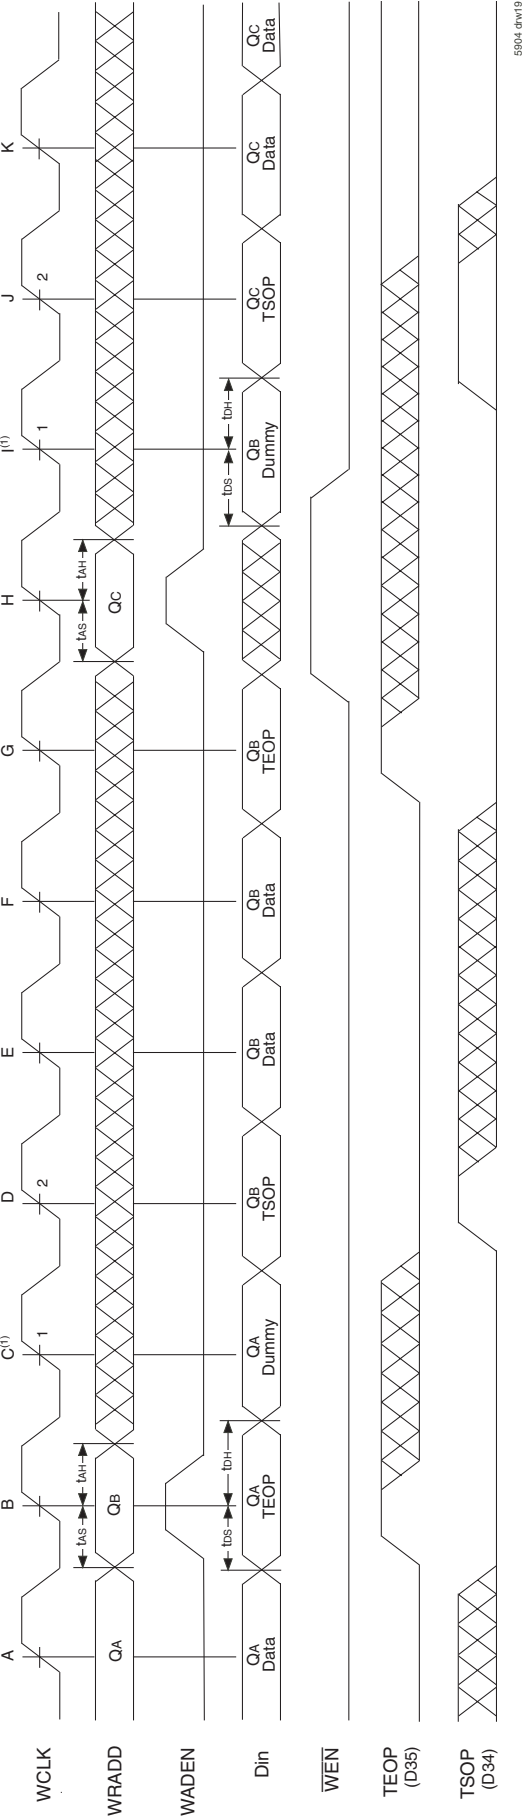 WCLK
A
B
C(1)
D
E
F
G
H
I(1)
J
K
1
2
1
2
WRADD
QA
QB
QC
tAS
tAH
tAS
tAH
WADEN
Din
QA
Data
QA
TEOP
QA
Dummy
QB
TSOP
QB
Data
QB
Data
QB
TEOP
QB
Dummy
QC
TSOP
QC
Data
QC
Data
tDS
tDH
tDS
tDH
WEN
TEOP
(D35)
TSOP
(D34)
5904 drw19